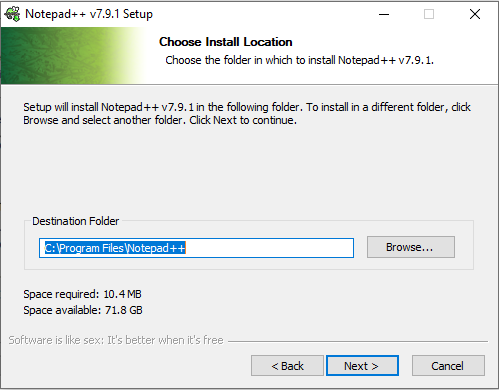 Notepad++ v7.9.1 Setup
Choose Install Location
Choose the folder in which to install Notepad++ v7.9.1.
Setup will install Notepad++ v7.9.1 in the following folder. To install in a different folder, click
Browse and select another folder. Click Next to continue.
Destination Folder
C:\Program Files\Notepad++
Browse...
Space required: 10.4 MB
Space available: 71.8 GB
Software is like sex: It's better when it's free
< Back
Next >
Cancel